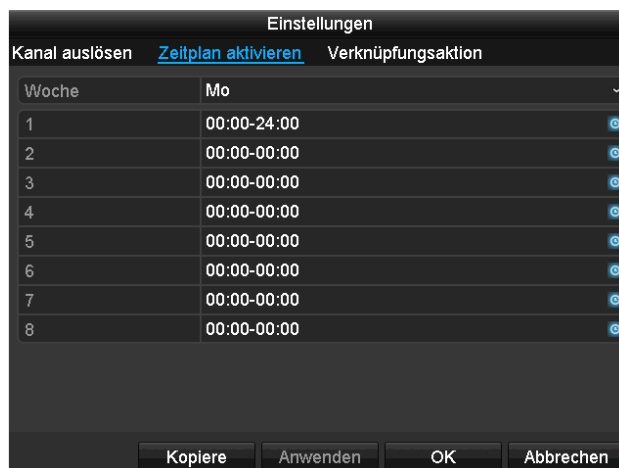 Einstellungen
Kanal auslösen Zeitplan aktivieren Verknüpfungsaktion
Woche Mo
1 00:00-24:00
2 00:00-00:00
3 00:00-00:00
4 00:00-00:00
5 00:00-00:00
6 00:00-00:00
7 00:00-00:00
8 00:00-00:00
Kopiere Anwenden OK Abbrechen